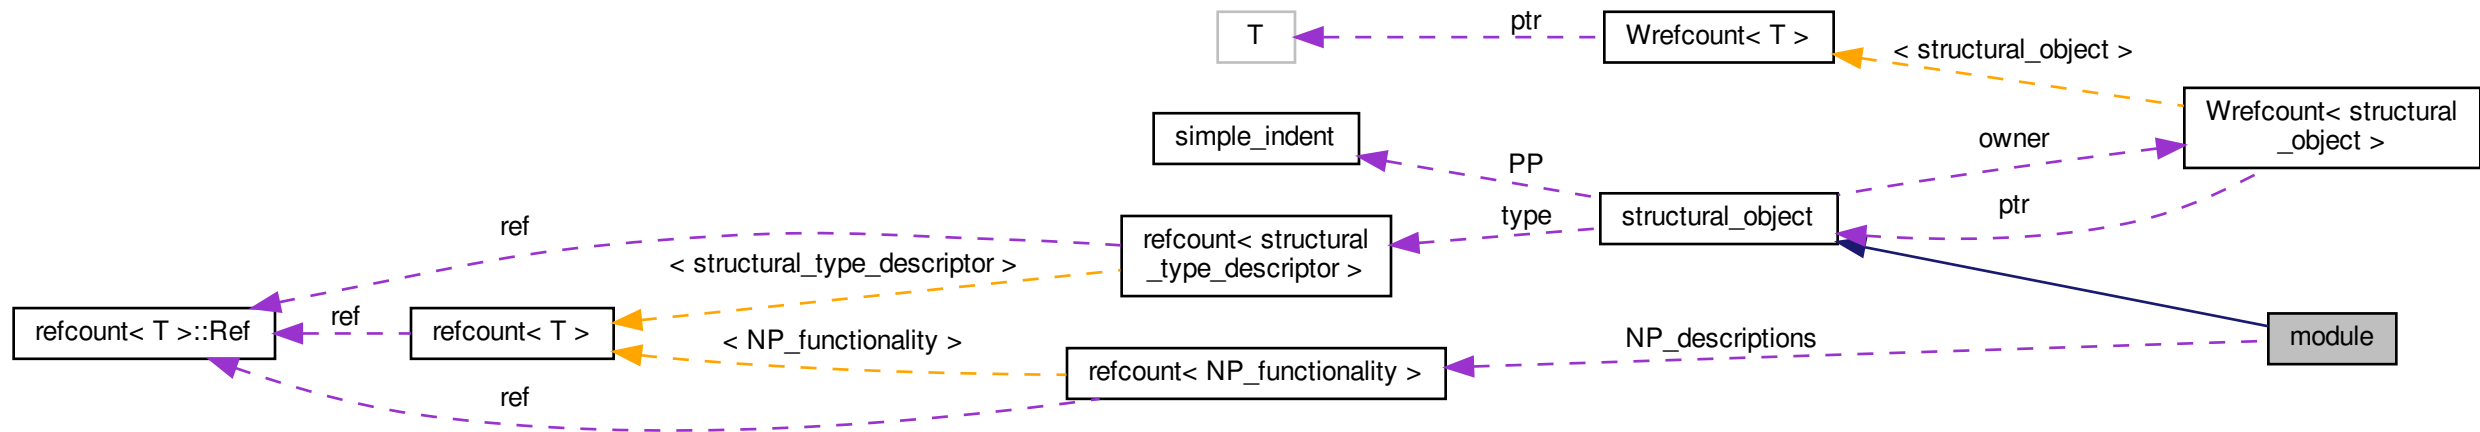 T
ptr
Wrefcount< T >
< structural_object >
Wrefcount< structural
_object >
simple_indent
PP
owner
ptr
structural_object
type
refcount< structural
_type_descriptor >
ref
< structural_type_descriptor >
refcount< T >::Ref
ref
refcount< T >
< NP_functionality >
NP_descriptions
module
refcount< NP_functionality >
ref